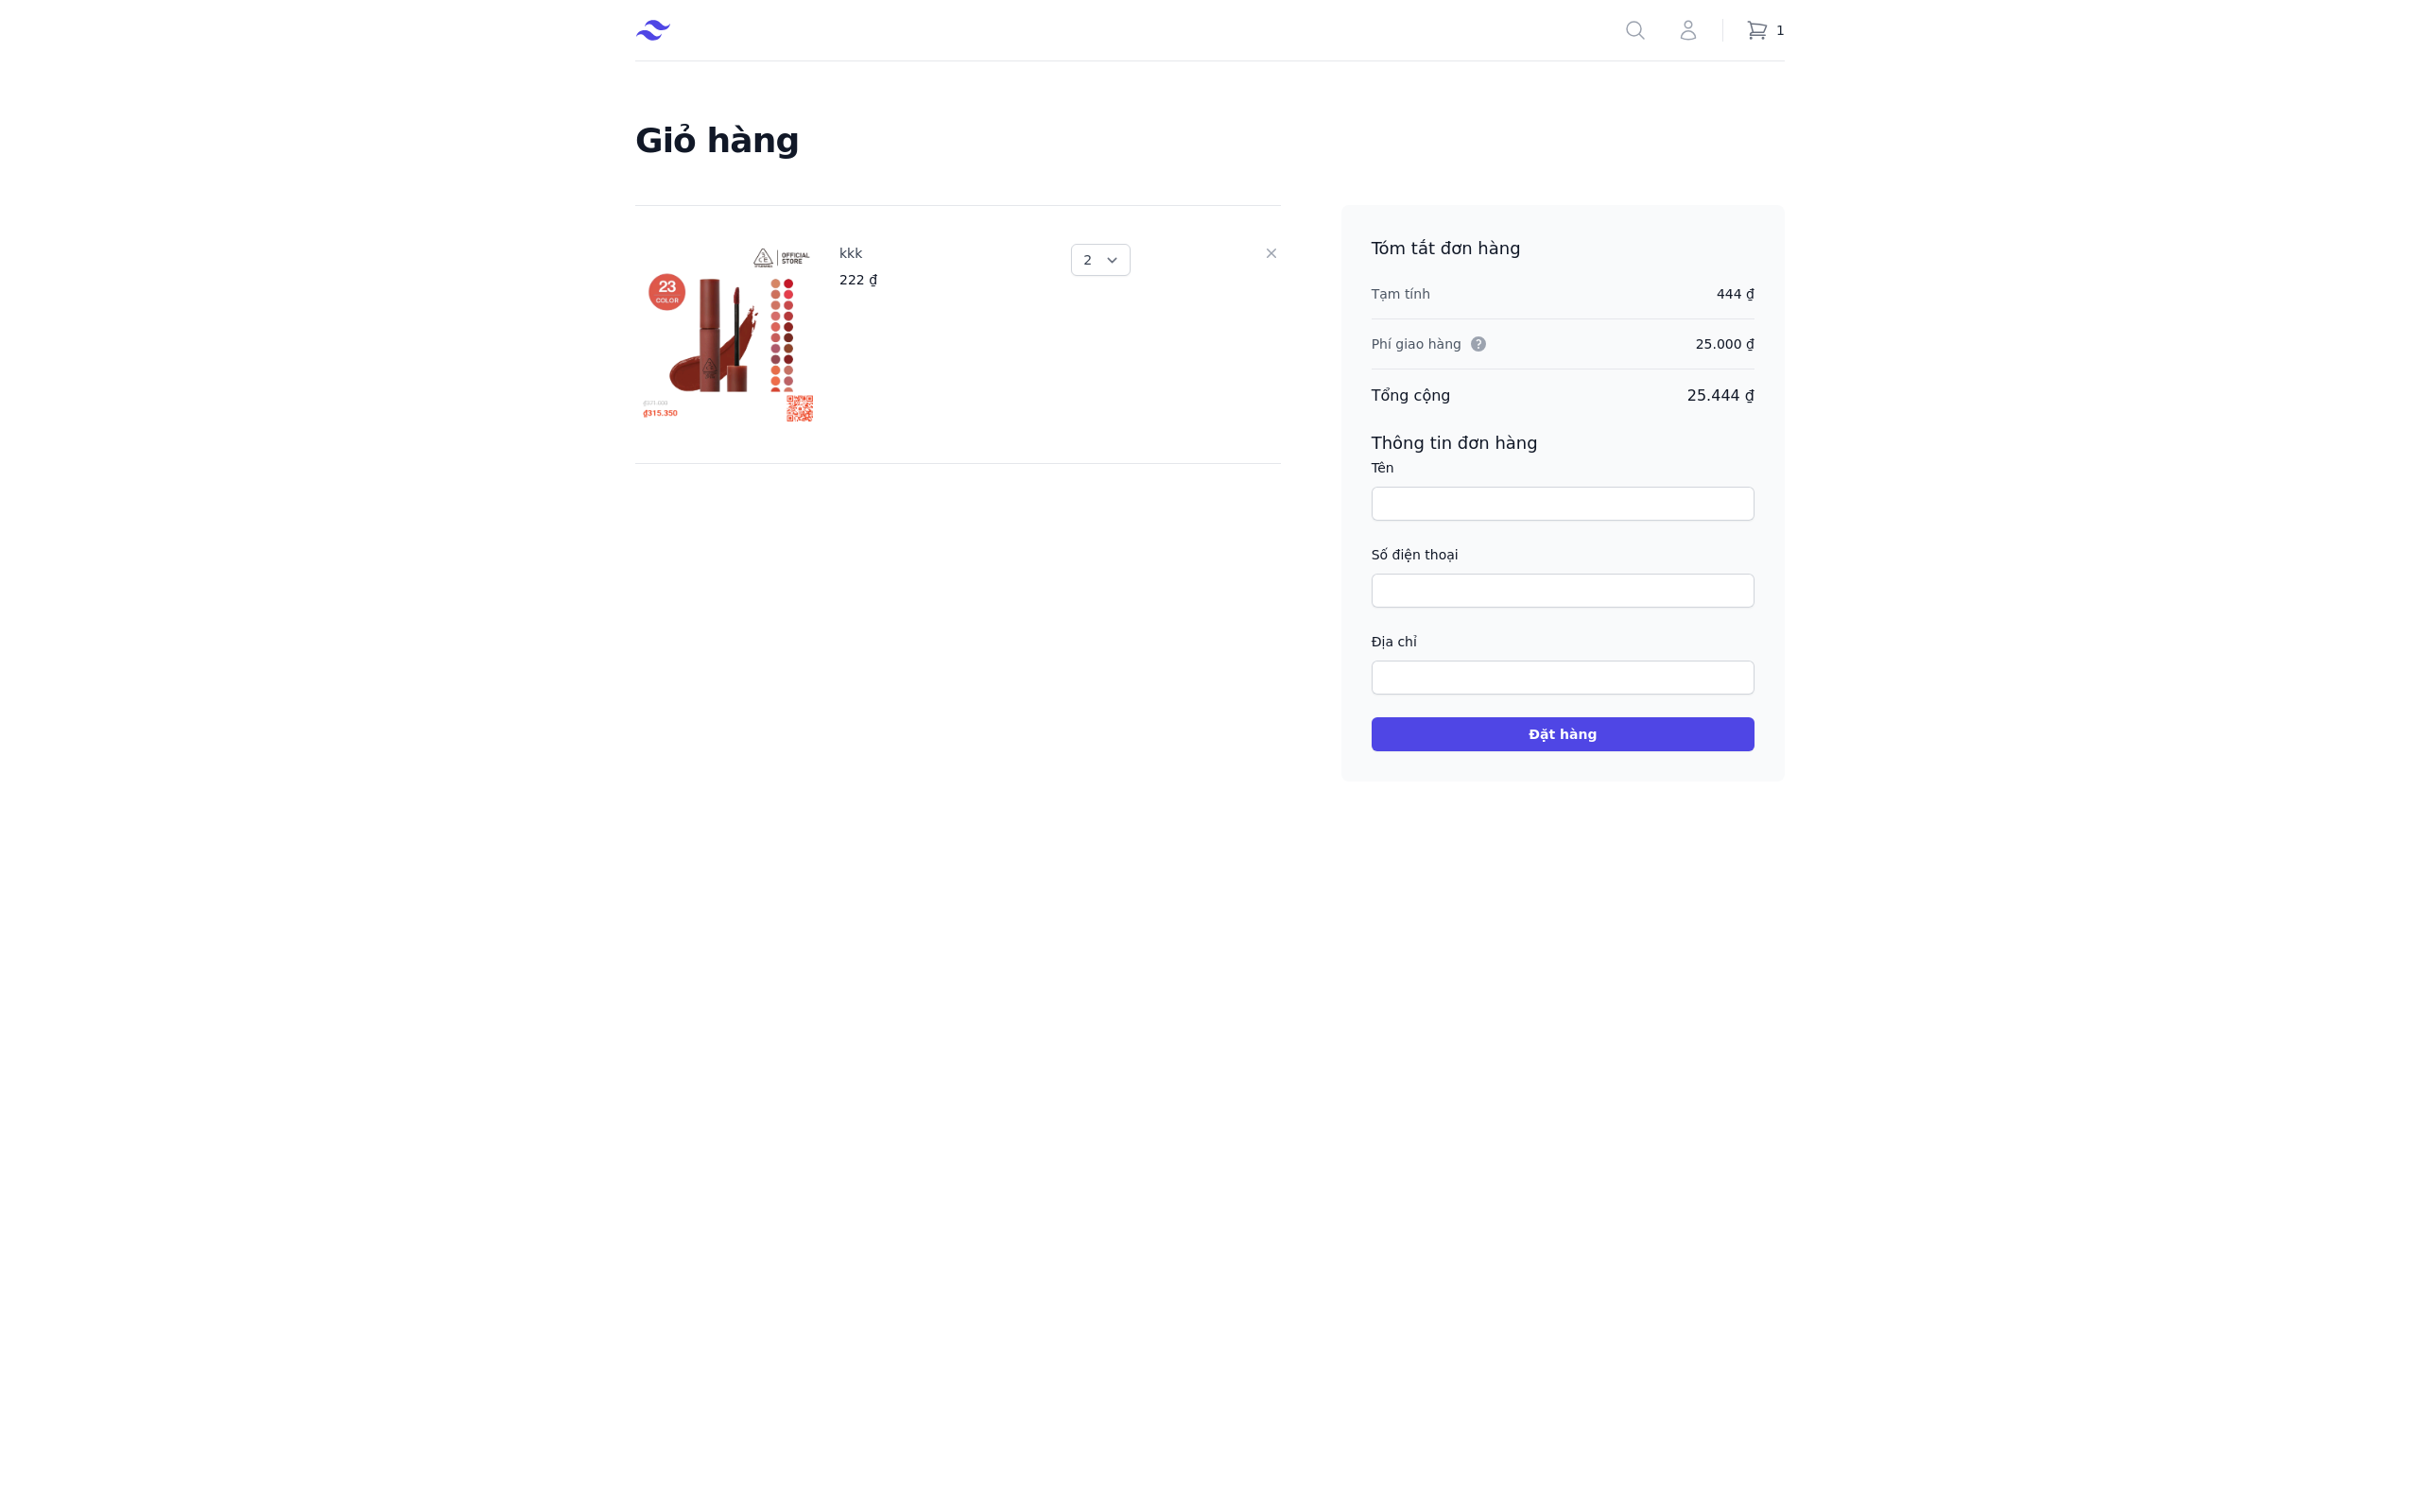 1
Giỏ hàng
OFFICIAL
STORE
23
COLOR
₫315.350
kkk
222 ₫
2
Tóm tắt đơn hàng
Tạm tính 444 ₫
Phí giao hàng ? 25.000 ₫
Tổng cộng 25.444 ₫
Thông tin đơn hàng
Tên
Số điện thoại
Địa chỉ
Đặt hàng